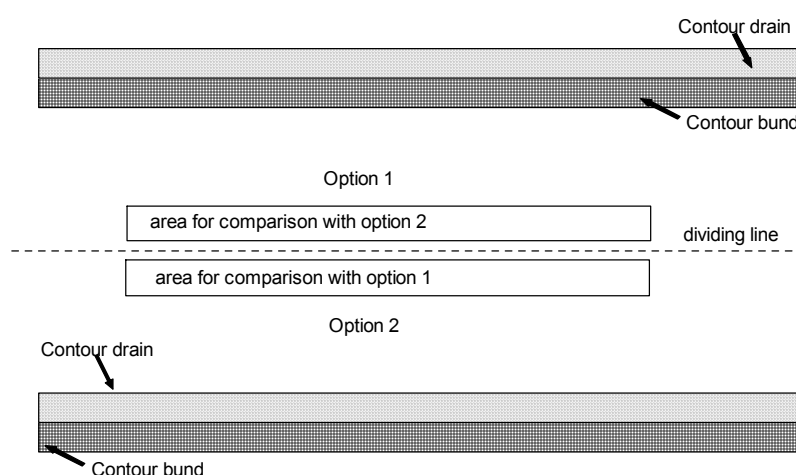 Contour drain
Contour bund
Option 1
area for comparison with option 2
dividing line
area for comparison with option 1
Option 2
Contour drain
Contour bund